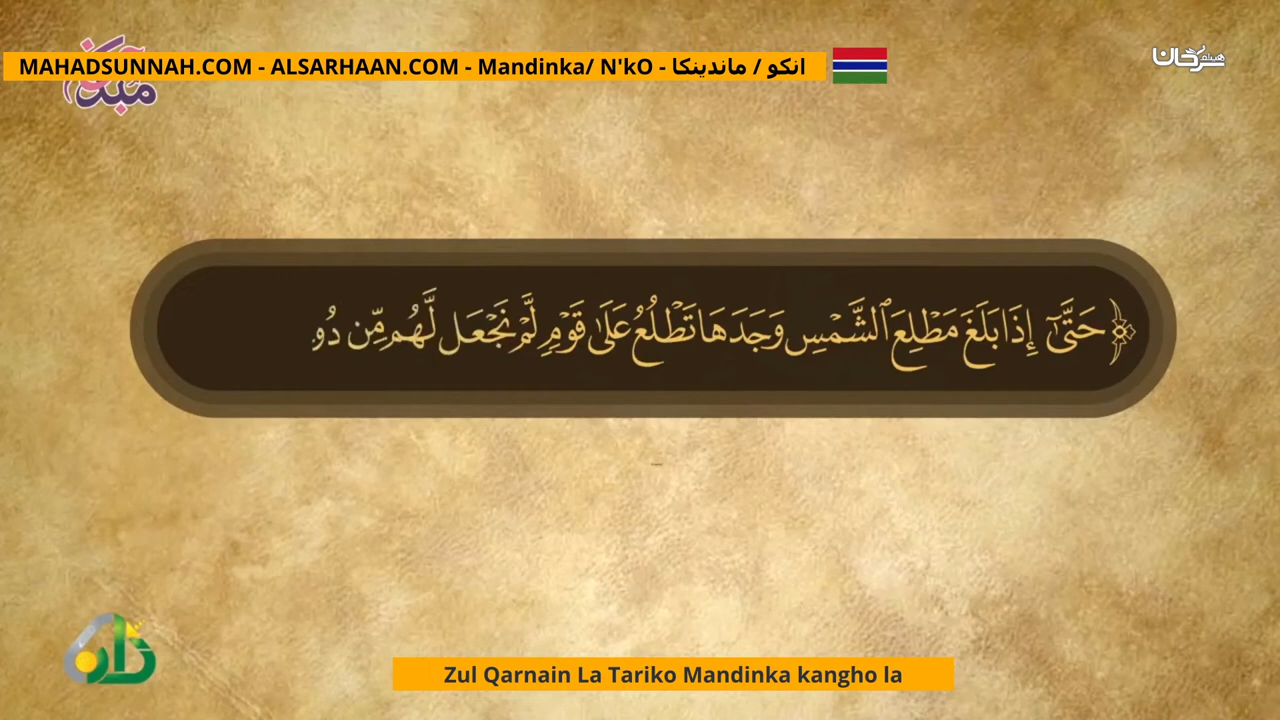 MAHADSUNNAH.COM - ALSARHAAN.COM - Mandinka/ N'kO - انكو / ماندينكا
حَتَّىٰٓ إِذَا بَلَغَ مَطْلِعَ ٱلشَّمْسِ وَجَدَهَا تَطْلُعُ عَلَىٰ قَوْمٍ لَّمْ نَجْعَل لَّهُم مِّن دُو
Zul Qarnain La Tariko Mandinka kangho la